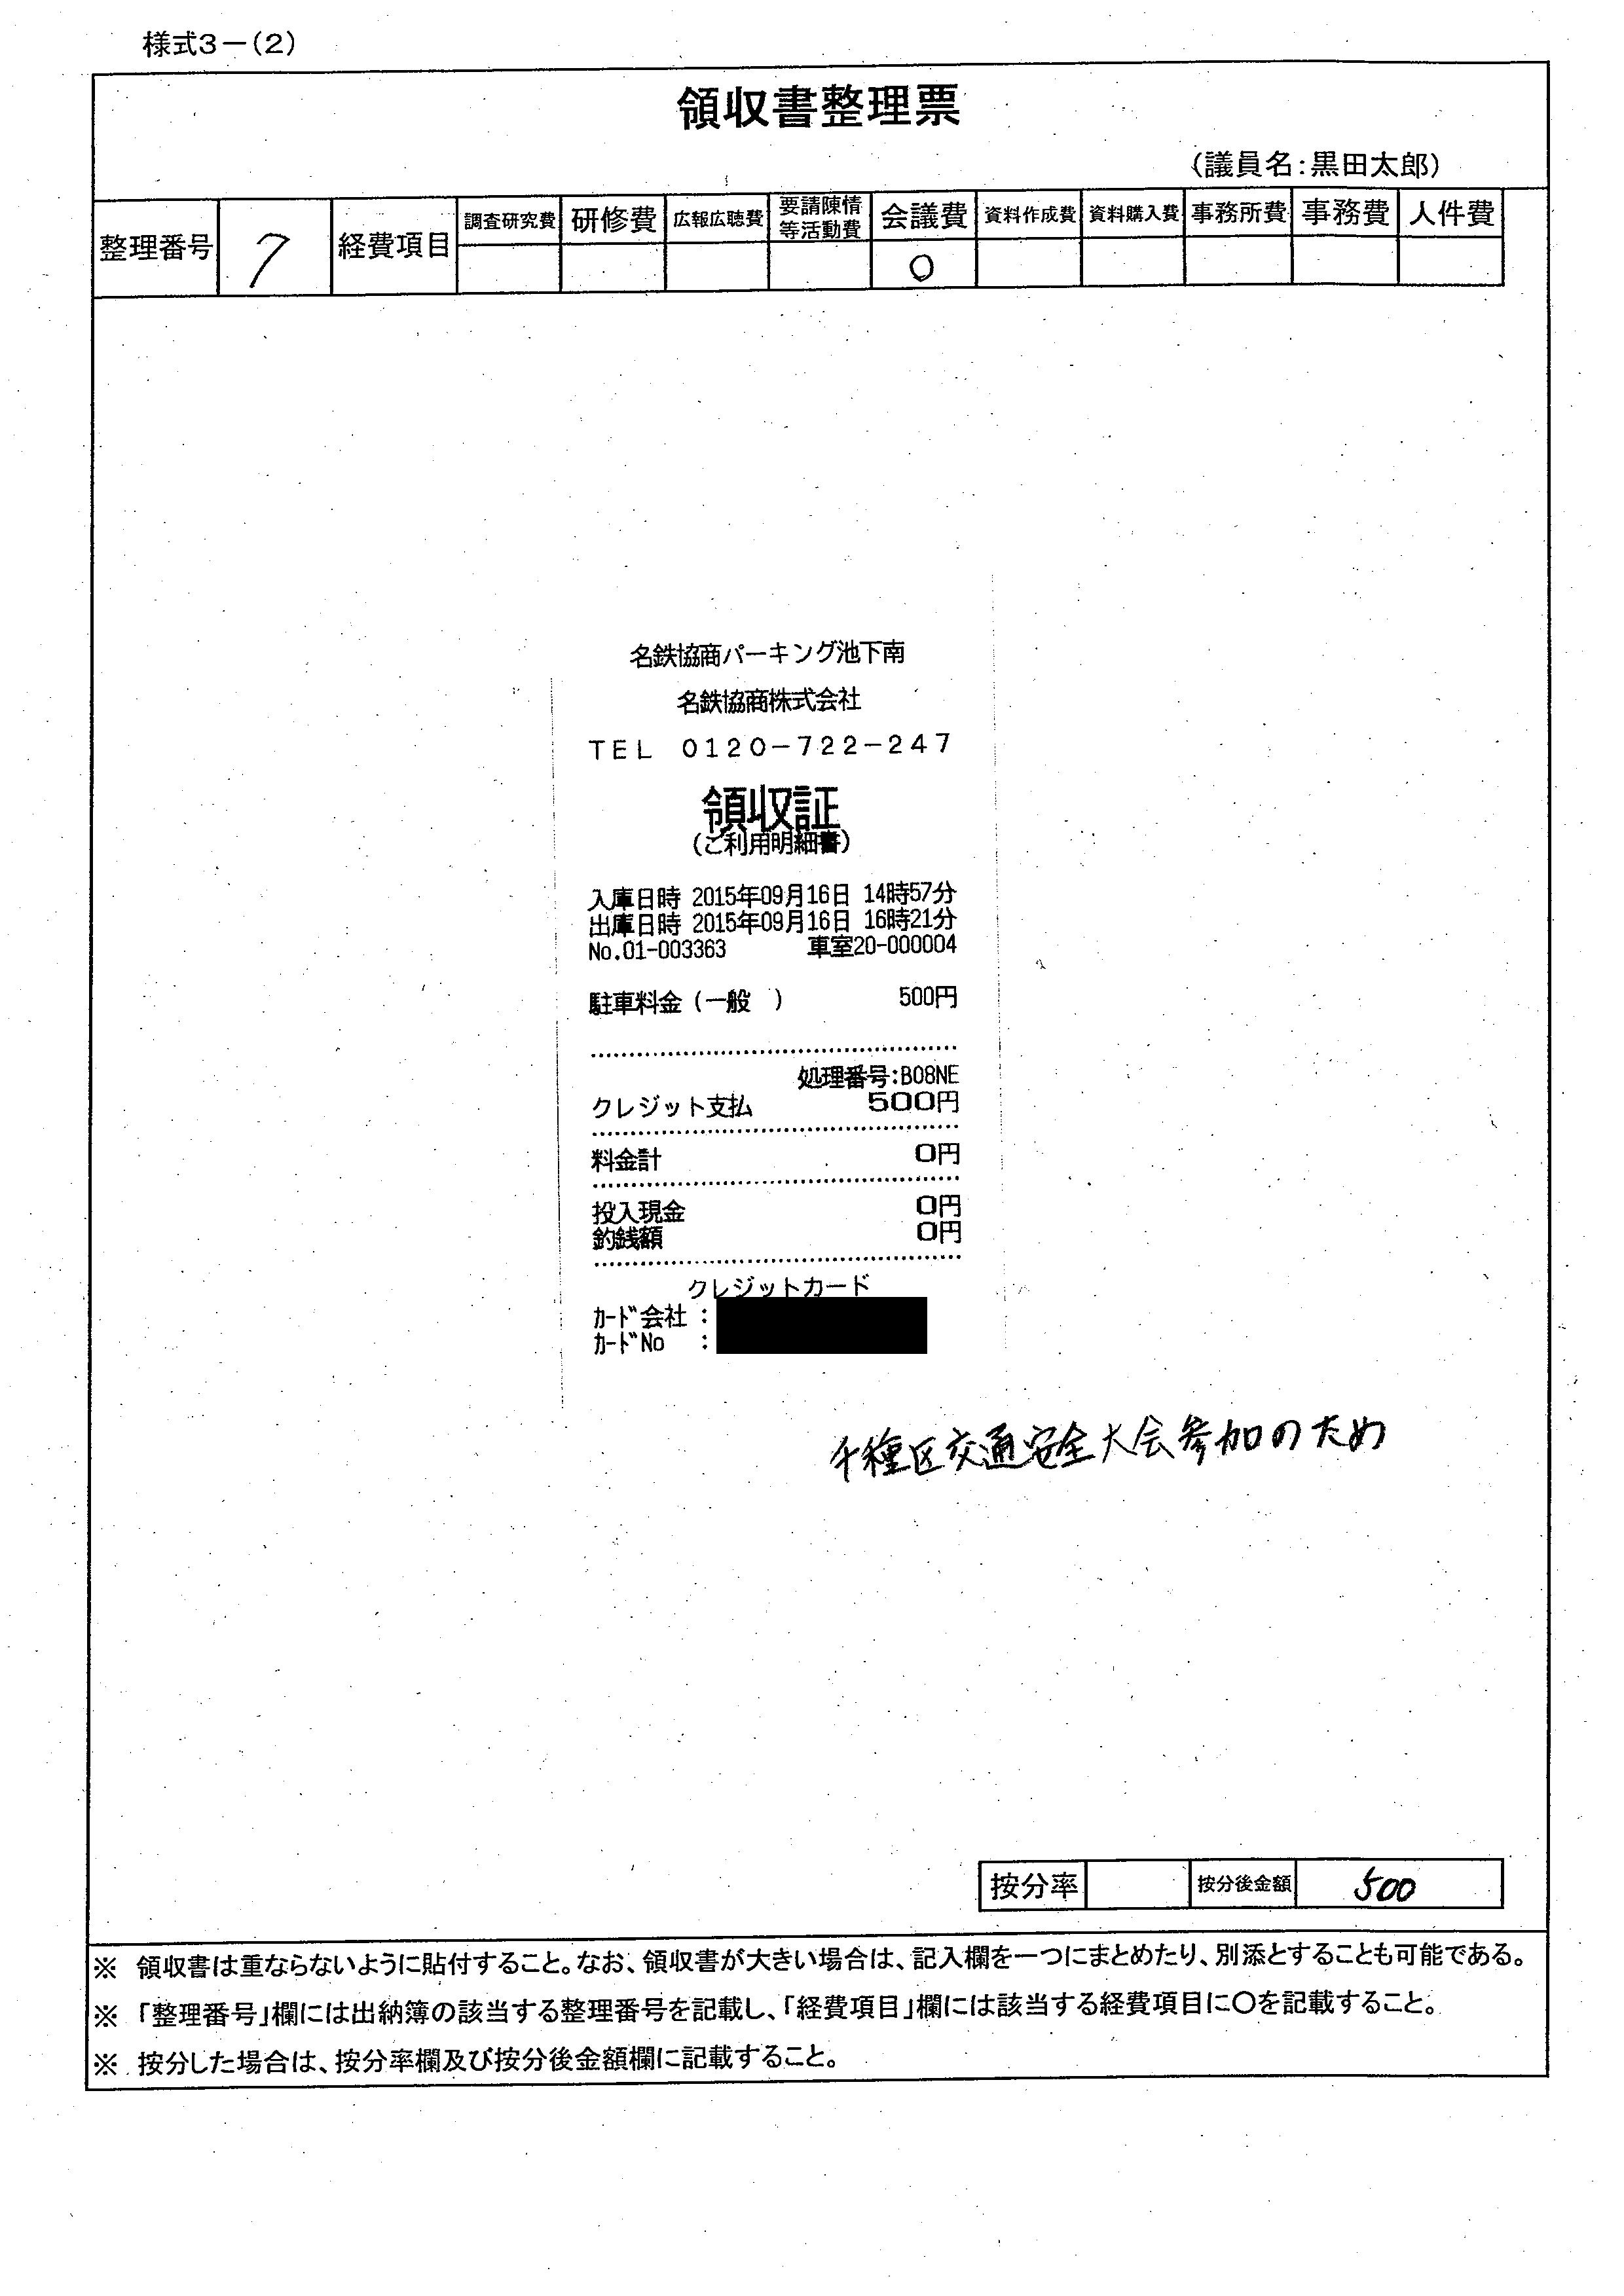 様式3－(2)
領収書整理票
(議員名:黒田太郎)
整理番号 7 経費項目 調査研究費 研修費 広報広聴費 要請陳情等活動費 会議費 資料作成費 資料購入費 事務所費 事務費 人件費
○
名鉄協商パーキング池下南
名鉄協商株式会社
TEL 0120-722-247
領収証
(ご利用明細書)
入庫日時 2015年09月16日 14時57分
出庫日時 2015年09月16日 16時21分
No.01-003363 車室20-000004
駐車料金(一般 ) 500円
処理番号:B08NE
クレジット支払 500円
料金計 0円
投入現金 0円
釣銭額 0円
クレジットカード
ｶｰﾄﾞ会社 :
ｶｰﾄﾞNo :
千種区交通安全大会参加のため
按分率 按分後金額 500
※ 領収書は重ならないように貼付すること。なお、領収書が大きい場合は、記入欄を一つにまとめたり、別添とすることも可能である。
※ 「整理番号」欄には出納簿の該当する整理番号を記載し、「経費項目」欄には該当する経費項目に○を記載すること。
※ 按分した場合は、按分率欄及び按分後金額欄に記載すること。